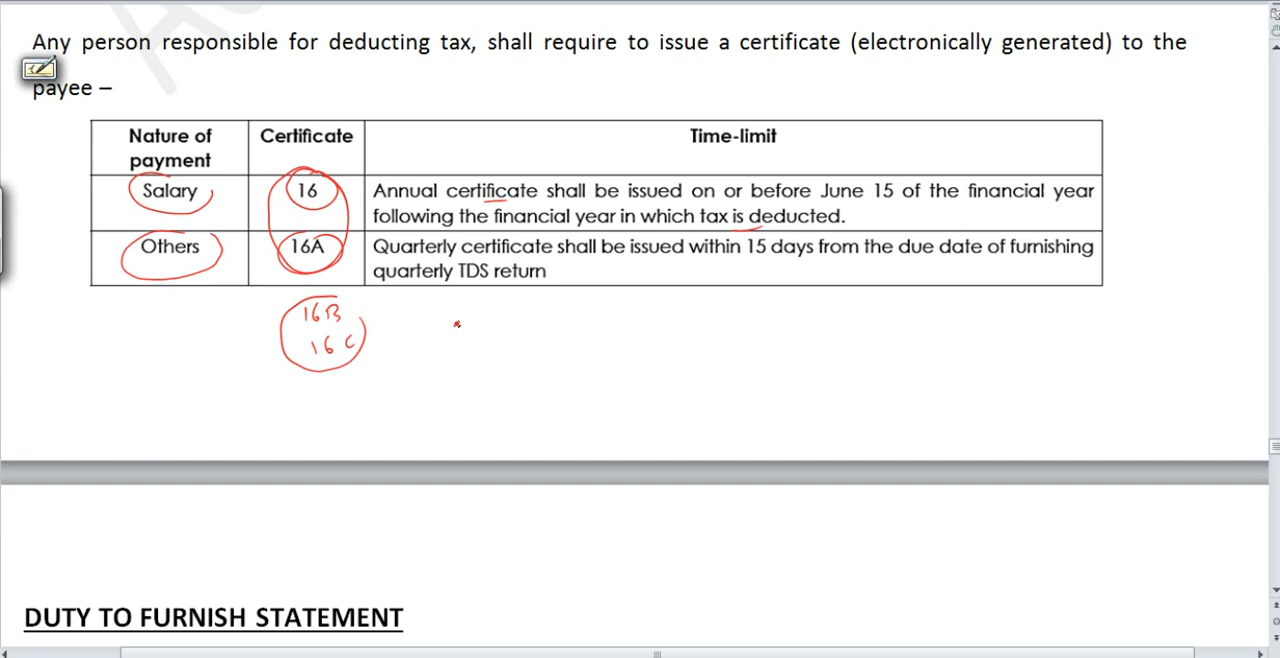 Any person responsible for deducting tax, shall require to issue a certificate (electronically generated) to the
payee –
Nature of payment Certificate Time-limit
Salary 16 Annual certificate shall be issued on or before June 15 of the financial year
following the financial year in which tax is deducted.
Others 16A Quarterly certificate shall be issued within 15 days from the due date of furnishing
quarterly TDS return
16B
16C
DUTY TO FURNISH STATEMENT